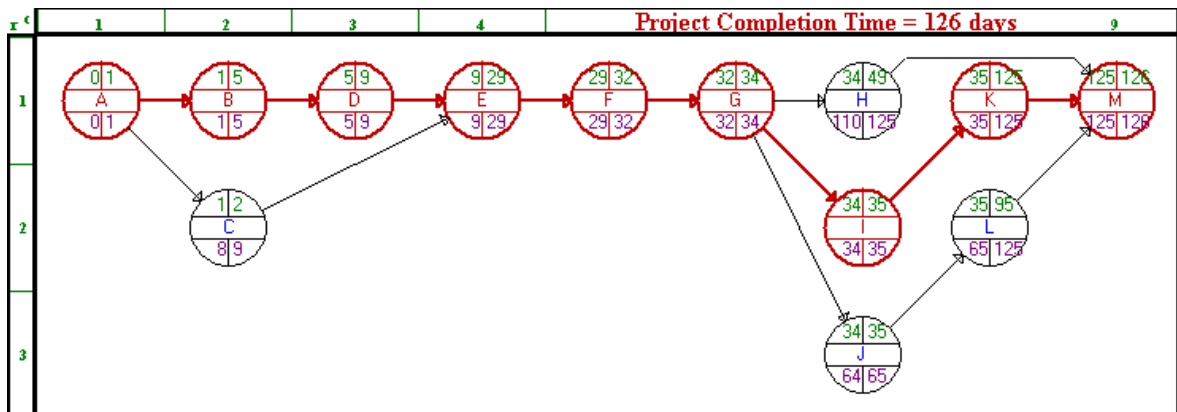 r c 1 2 3 4 Project Completion Time = 126 days 9
1
0 1 1 5 5 9 9 29 29 32 32 34 34 49 35 125 125 126
A B D E F G H K M
0 1 1 5 5 9 9 29 29 32 32 34 110 125 35 125 125 126
2
1 2 34 35 35 95
C I L
8 9 34 35 65 125
3
34 35
J
64 65